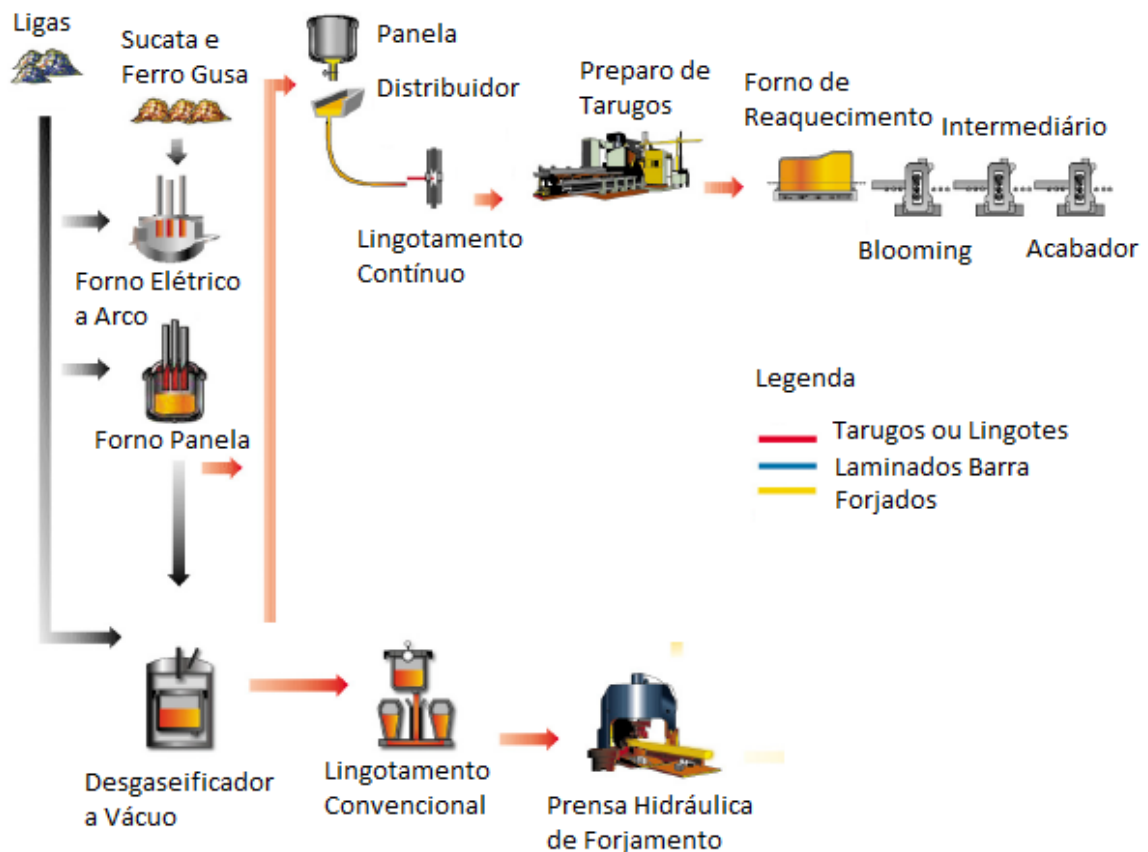 Ligas
Sucata e
Ferro Gusa
Panela
Distribuidor
Preparo de
Tarugos
Forno de
Reaquecimento
Intermediário
Lingotamento
Contínuo
Blooming
Acabador
Forno Elétrico
a Arco
Forno Panela
Legenda
Tarugos ou Lingotes
Laminados Barra
Forjados
Desgaseificador
a Vácuo
Lingotamento
Convencional
Prensa Hidráulica
de Forjamento